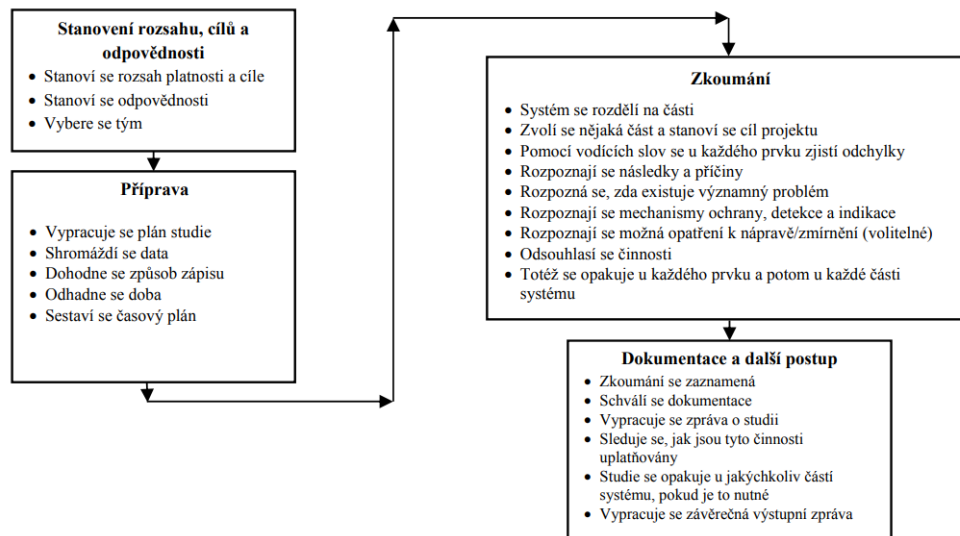 Stanovení rozsahu, cílů a
odpovědnosti
• Stanoví se rozsah platnosti a cíle
• Stanoví se odpovědnosti
• Vybere se tým
Příprava
• Vypracuje se plán studie
• Shromáždí se data
• Dohodne se způsob zápisu
• Odhadne se doba
• Sestaví se časový plán
Zkoumání
• Systém se rozdělí na části
• Zvolí se nějaká část a stanoví se cíl projektu
• Pomocí vodících slov se u každého prvku zjistí odchylky
• Rozpoznají se následky a příčiny
• Rozpozná se, zda existuje významný problém
• Rozpoznají se mechanismy ochrany, detekce a indikace
• Rozpoznají se možná opatření k nápravě/zmírnění (volitelné)
• Odsouhlasí se činnosti
• Totéž se opakuje u každého prvku a potom u každé části
systému
Dokumentace a další postup
• Zkoumání se zaznamená
• Schválí se dokumentace
• Vypracuje se zpráva o studii
• Sleduje se, jak jsou tyto činnosti
uplatňovány
• Studie se opakuje u jakýchkoliv částí
systému, pokud je to nutné
• Vypracuje se závěrečná výstupní zpráva